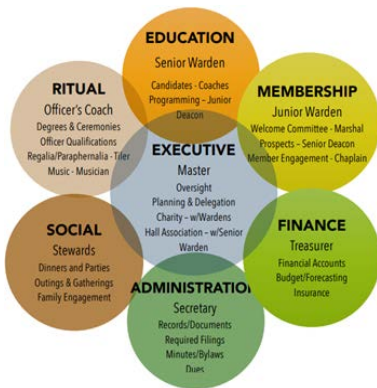 EDUCATION
Senior Warden
Candidates - Coaches
Programming – Junior
Deacon
RITUAL
Officer's Coach
Degrees & Ceremonies
Officer Qualifications
Regalia/Paraphernalia - Tiler
Music - Musician
MEMBERSHIP
Junior Warden
Welcome Committee - Marshal
Prospects – Senior Deacon
Member Engagement - Chaplain
EXECUTIVE
Master
Oversight
Planning & Delegation
Charity – w/Wardens
Hall Association – w/Senior
Warden
SOCIAL
Stewards
Dinners and Parties
Outings & Gatherings
Family Engagement
FINANCE
Treasurer
Financial Accounts
Budget/Forecasting
Insurance
ADMINISTRATION
Secretary
Records/Documents
Required Filings
Minutes/Bylaws
Dues